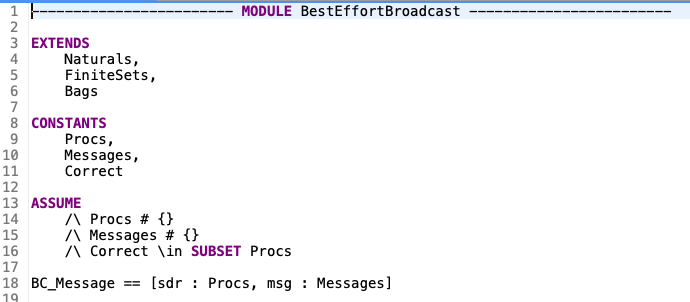 1 ------------------------ MODULE BestEffortBroadcast ------------------------
2
3 EXTENDS
4     Naturals,
5     FiniteSets,
6     Bags
7
8 CONSTANTS
9     Procs,
10     Messages,
11     Correct
12
13 ASSUME
14     /\ Procs # {}
15     /\ Messages # {}
16     /\ Correct \in SUBSET Procs
17
18 BC_Message == [sdr : Procs, msg : Messages]
19